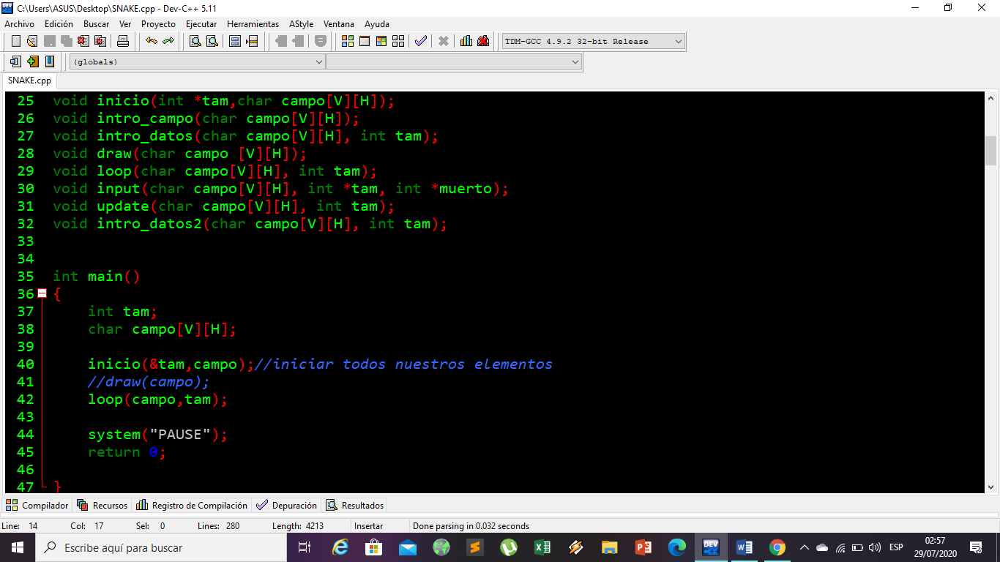 C:\Users\ASUS\Desktop\SNAKE.cpp - Dev-C++ 5.11
Archivo Edición Buscar Ver Proyecto Ejecutar Herramientas AStyle Ventana Ayuda
TDM-GCC 4.9.2 32-bit Release
(globals)
SNAKE.cpp
25 void inicio(int *tam,char campo[V][H]);
26 void intro_campo(char campo[V][H]);
27 void intro_datos(char campo[V][H], int tam);
28 void draw(char campo [V][H]);
29 void loop(char campo[V][H], int tam);
30 void input(char campo[V][H], int *tam, int *muerto);
31 void update(char campo[V][H], int tam);
32 void intro_datos2(char campo[V][H], int tam);
33
34
35 int main()
36 {
37 int tam;
38 char campo[V][H];
39
40 inicio(&tam,campo);//iniciar todos nuestros elementos
41 //draw(campo);
42 loop(campo,tam);
43
44 system("PAUSE");
45 return 0;
46
47 }
Compilador Recursos Registro de Compilación Depuración Resultados
Line: 14 Col: 17 Sel: 0 Lines: 280 Length: 4213 Insertar Done parsing in 0.032 seconds
Escribe aquí para buscar
DEV
ESP
02:57
29/07/2020